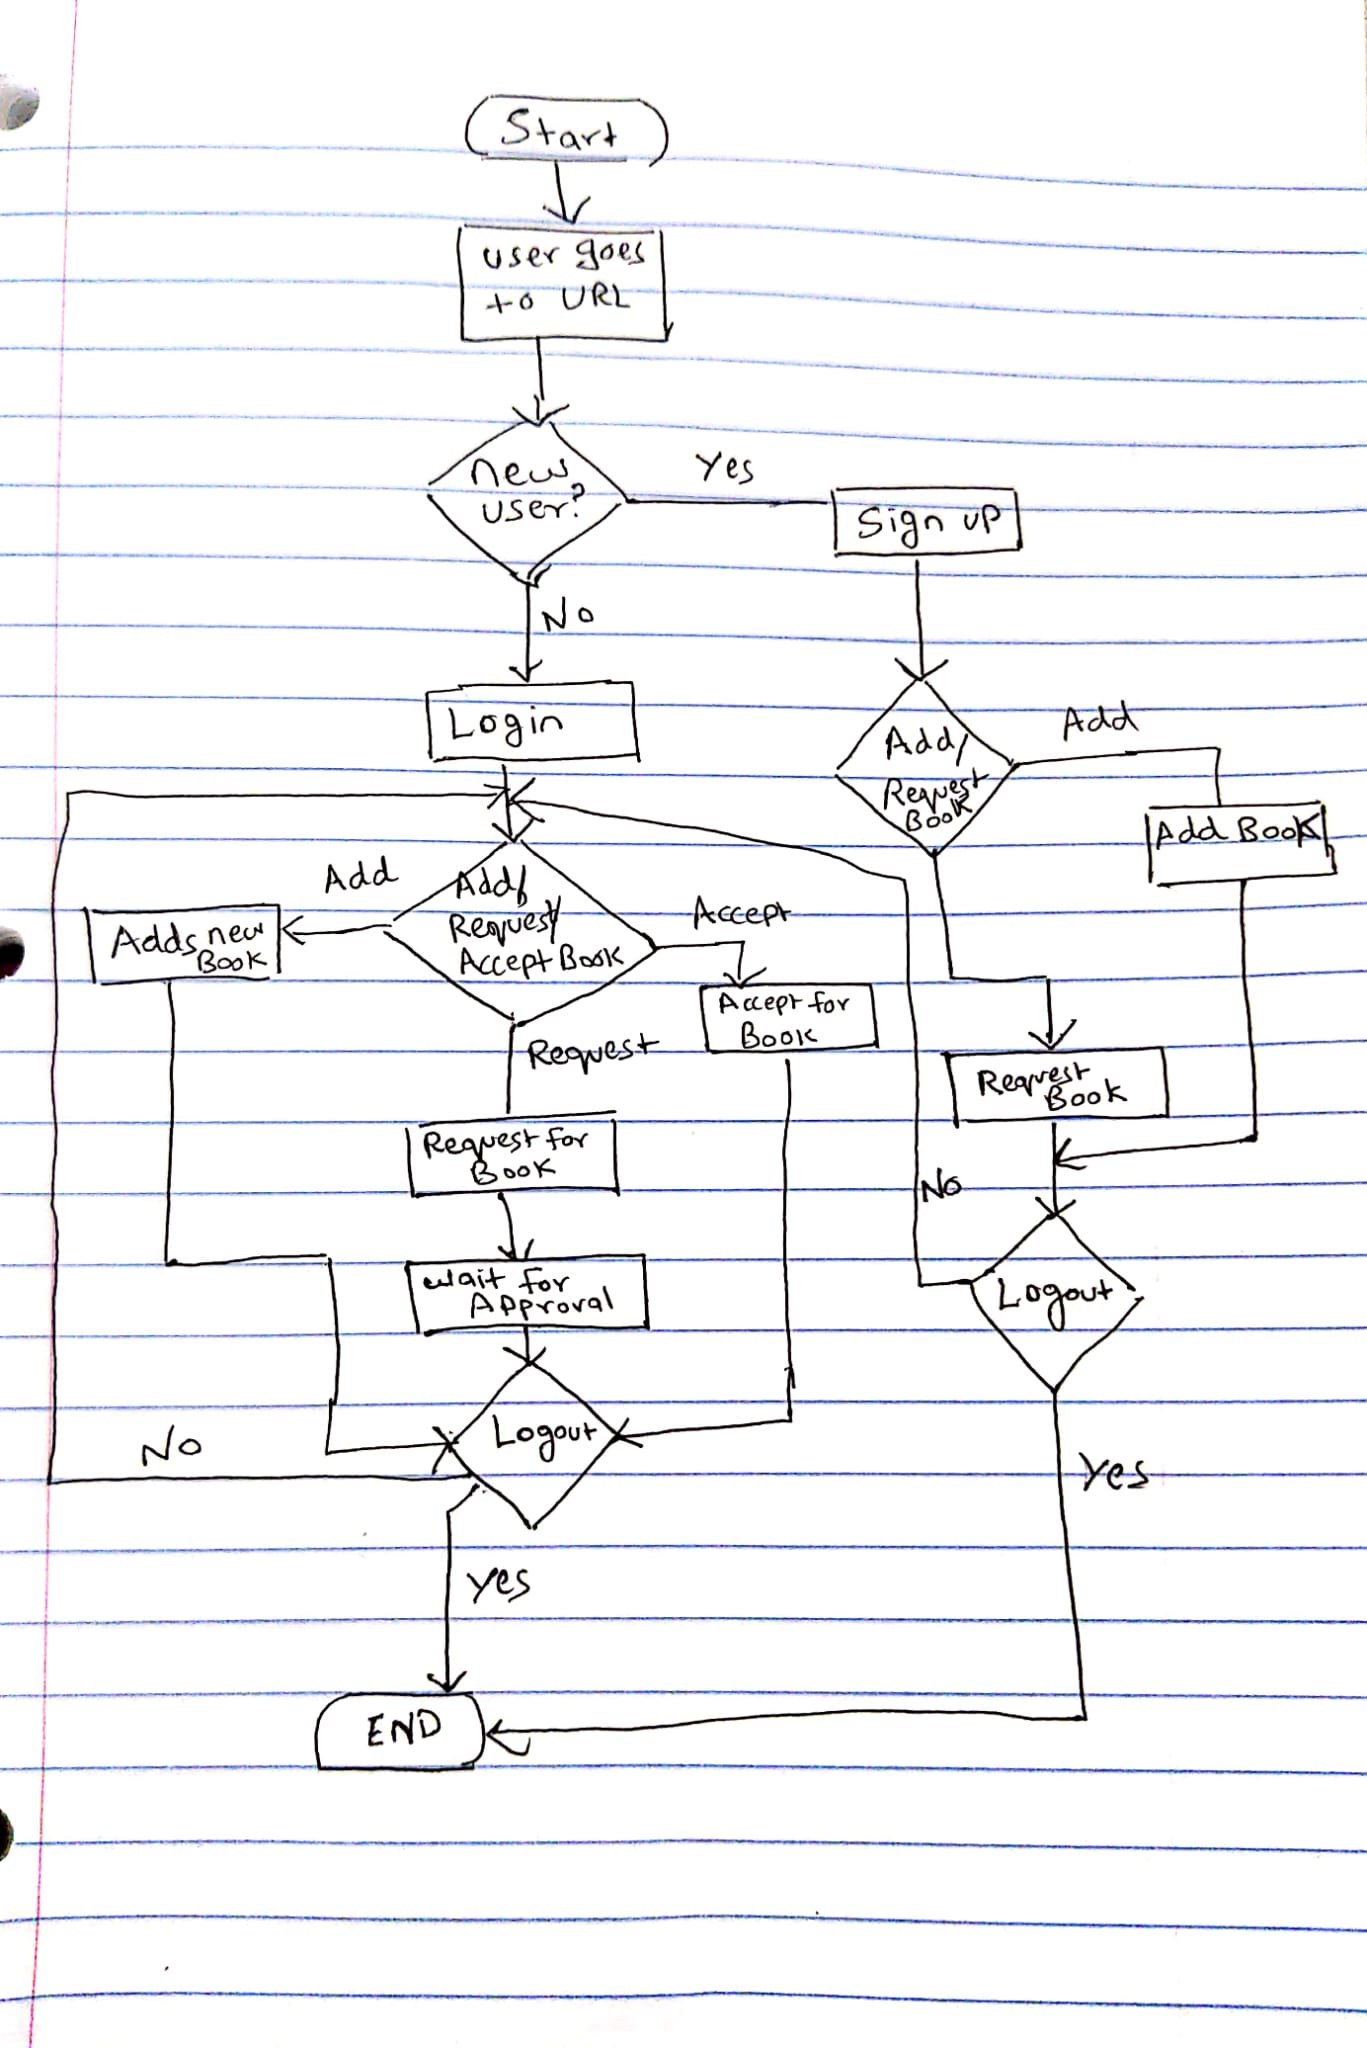 Start
user goes
to URL
new
user?
Yes
Sign up
No
Login
Add/
Request
Book
Add
Add Book
Add
Add/
Request/
Accept Book
Accept
Adds new
Book
Accept for
Book
Request
Request
Book
Request for
Book
No
Wait for
Approval
Logout
Logout
No
Yes
Yes
END